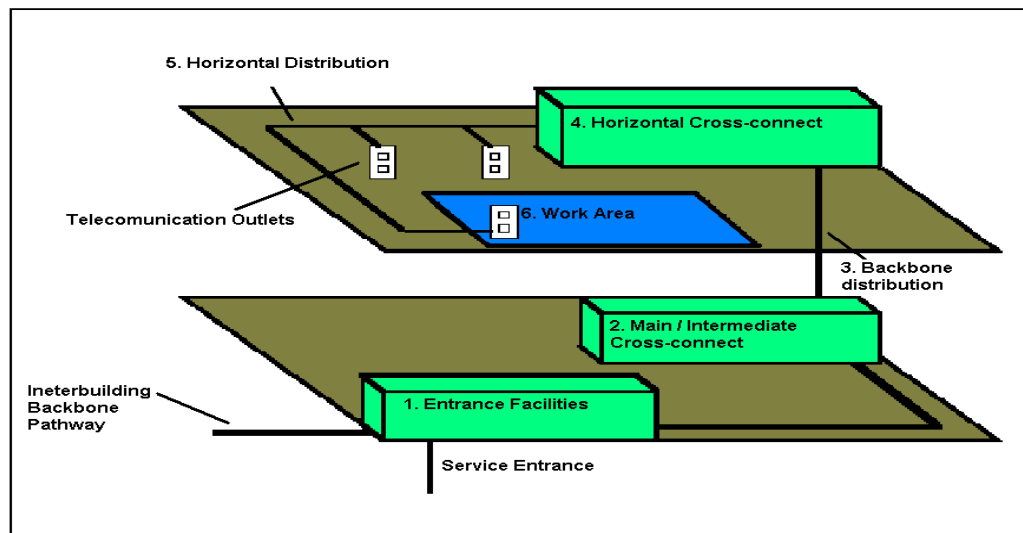 5. Horizontal Distribution
4. Horizontal Cross-connect
Telecomunication Outlets
6. Work Area
3. Backbone
distribution
2. Main / Intermediate
Cross-connect
Ineterbuilding
Backbone
Pathway
1. Entrance Facilities
Service Entrance